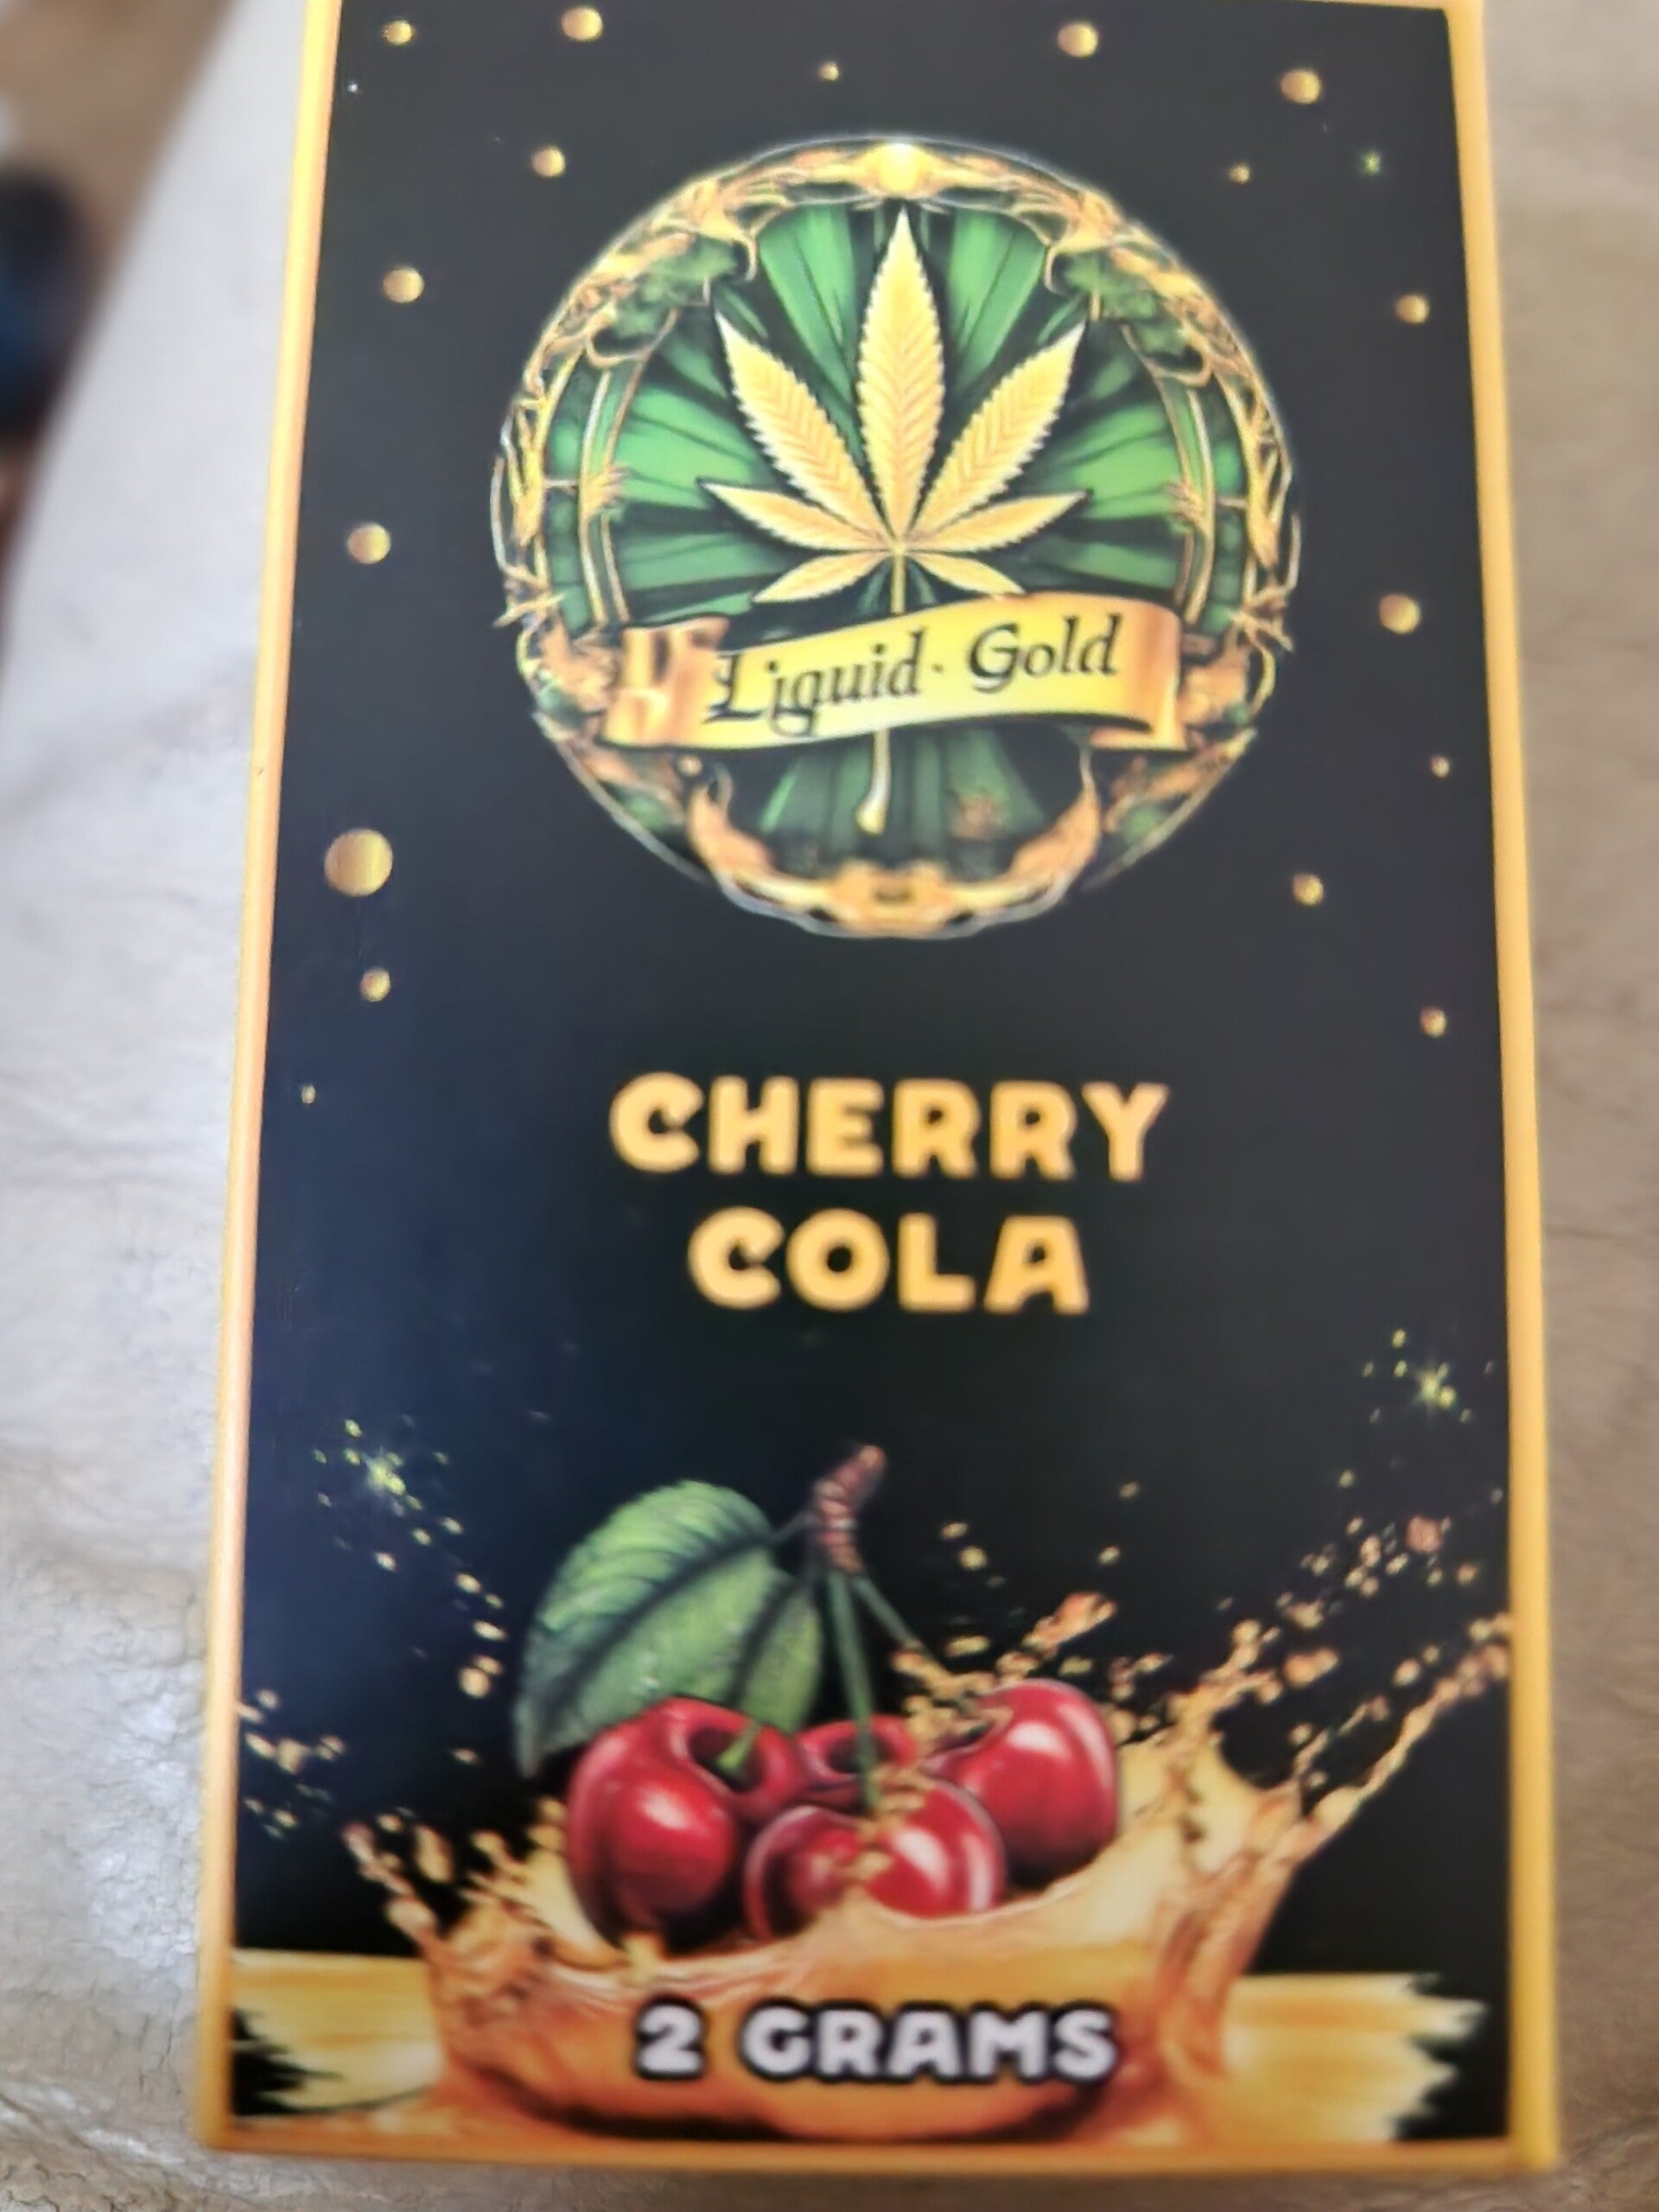 Liquid· Gold
CHERRY
COLA
2 GRAMS